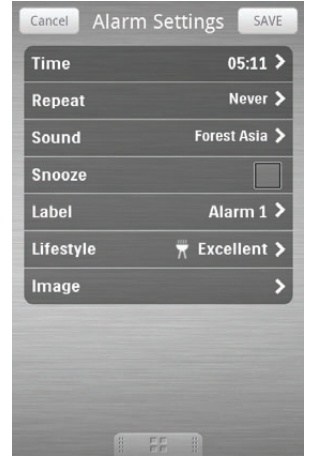 Cancel Alarm Settings SAVE
Time 05:11
Repeat Never
Sound Forest Asia
Snooze
Label Alarm 1
Lifestyle Excellent
Image